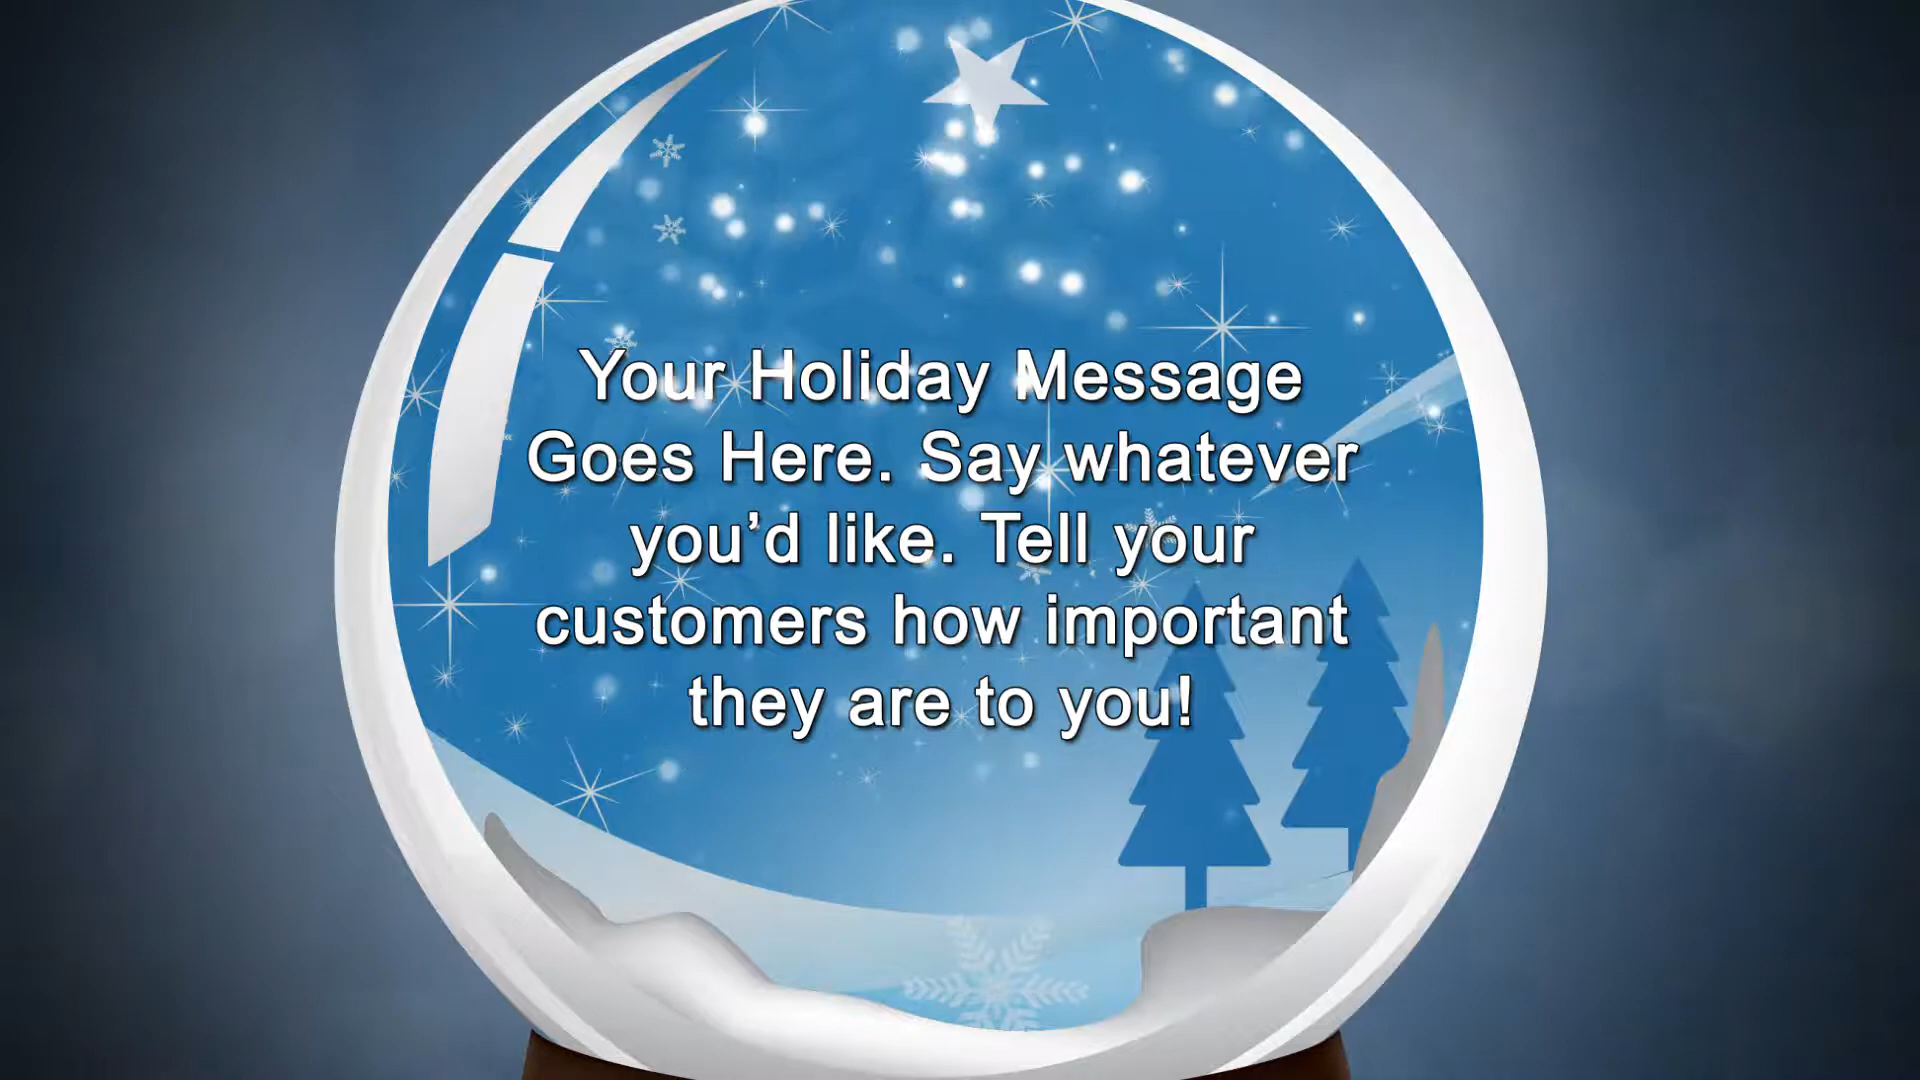 Your Holiday Message
Goes Here. Say whatever
you’d like. Tell your
customers how important
they are to you!